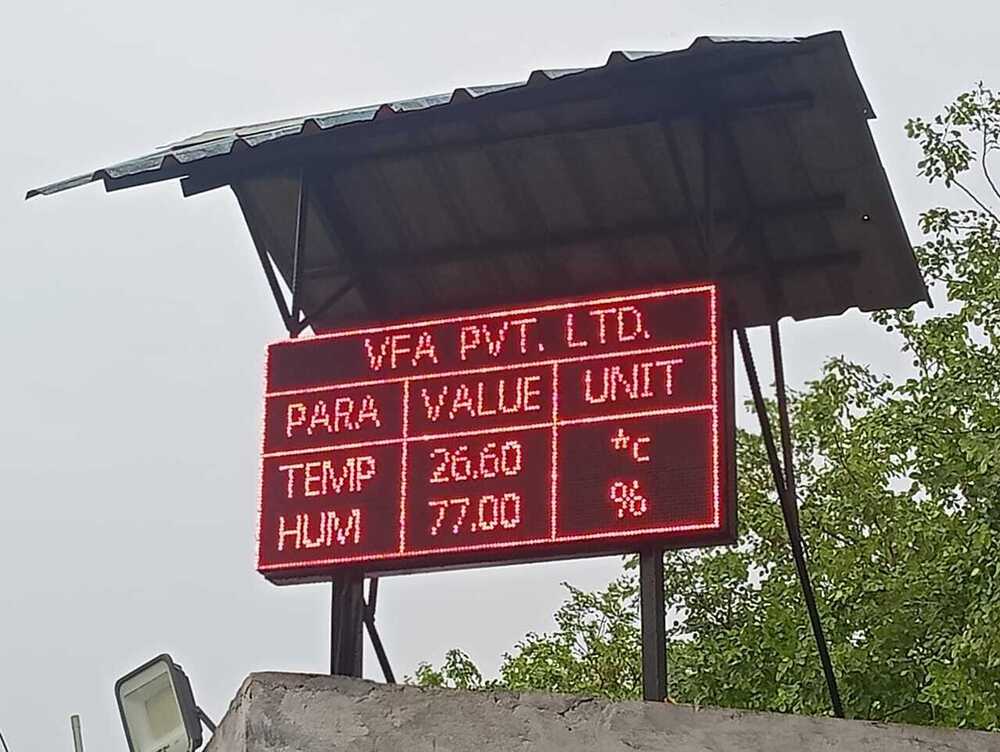 VFA PVT. LTD.
PARA VALUE UNIT
TEMP 26.60 *c
HUM 77.00 %